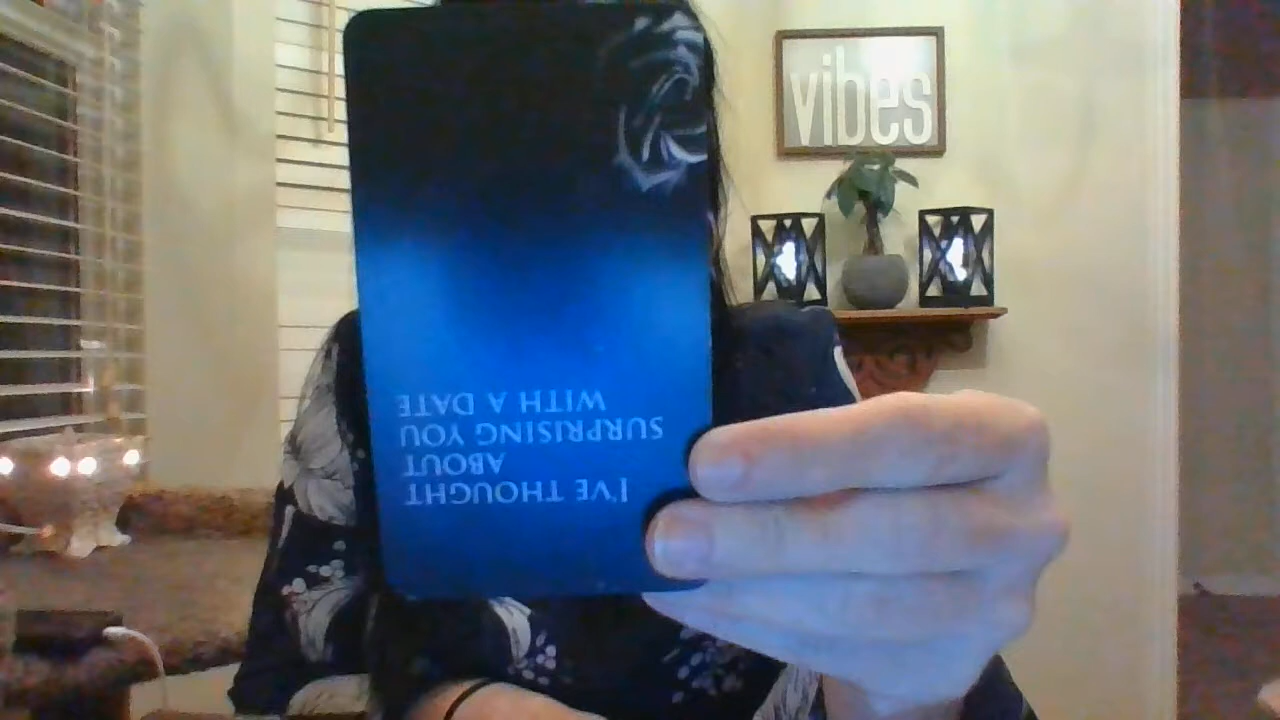 vibes
I'VE THOUGHT
ABOUT
SURPRISING YOU
WITH A DATE